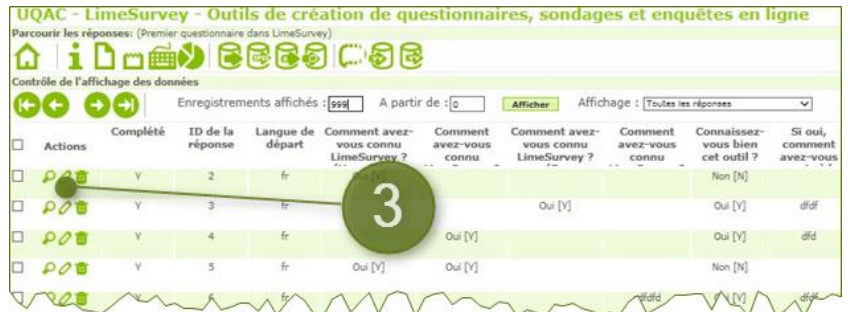 UQAC - LimeSurvey - Outils de création de questionnaires, sondages et enquêtes en ligne
Parcourir les réponses: (Premier questionnaire dans LimeSurvey)
Contrôle de l'affichage des données
Enregistrements affichés : 999 A partir de : 0 Afficher Affichage : Toutes les réponses
Actions Complété ID de la réponse Langue de départ Comment avez-vous connu LimeSurvey ? Comment avez-vous connu Comment avez-vous connu LimeSurvey ? Comment avez-vous connu Connaissez-vous bien cet outil ? Si oui, comment avez-vous
Y 2 fr Non [N]
Y 3 fr Oui [Y] Oui [Y] dfdf
3
Y 4 fr Oui [Y] Oui [Y] dfd
Y 5 fr Oui [Y] Oui [Y] Non [N]